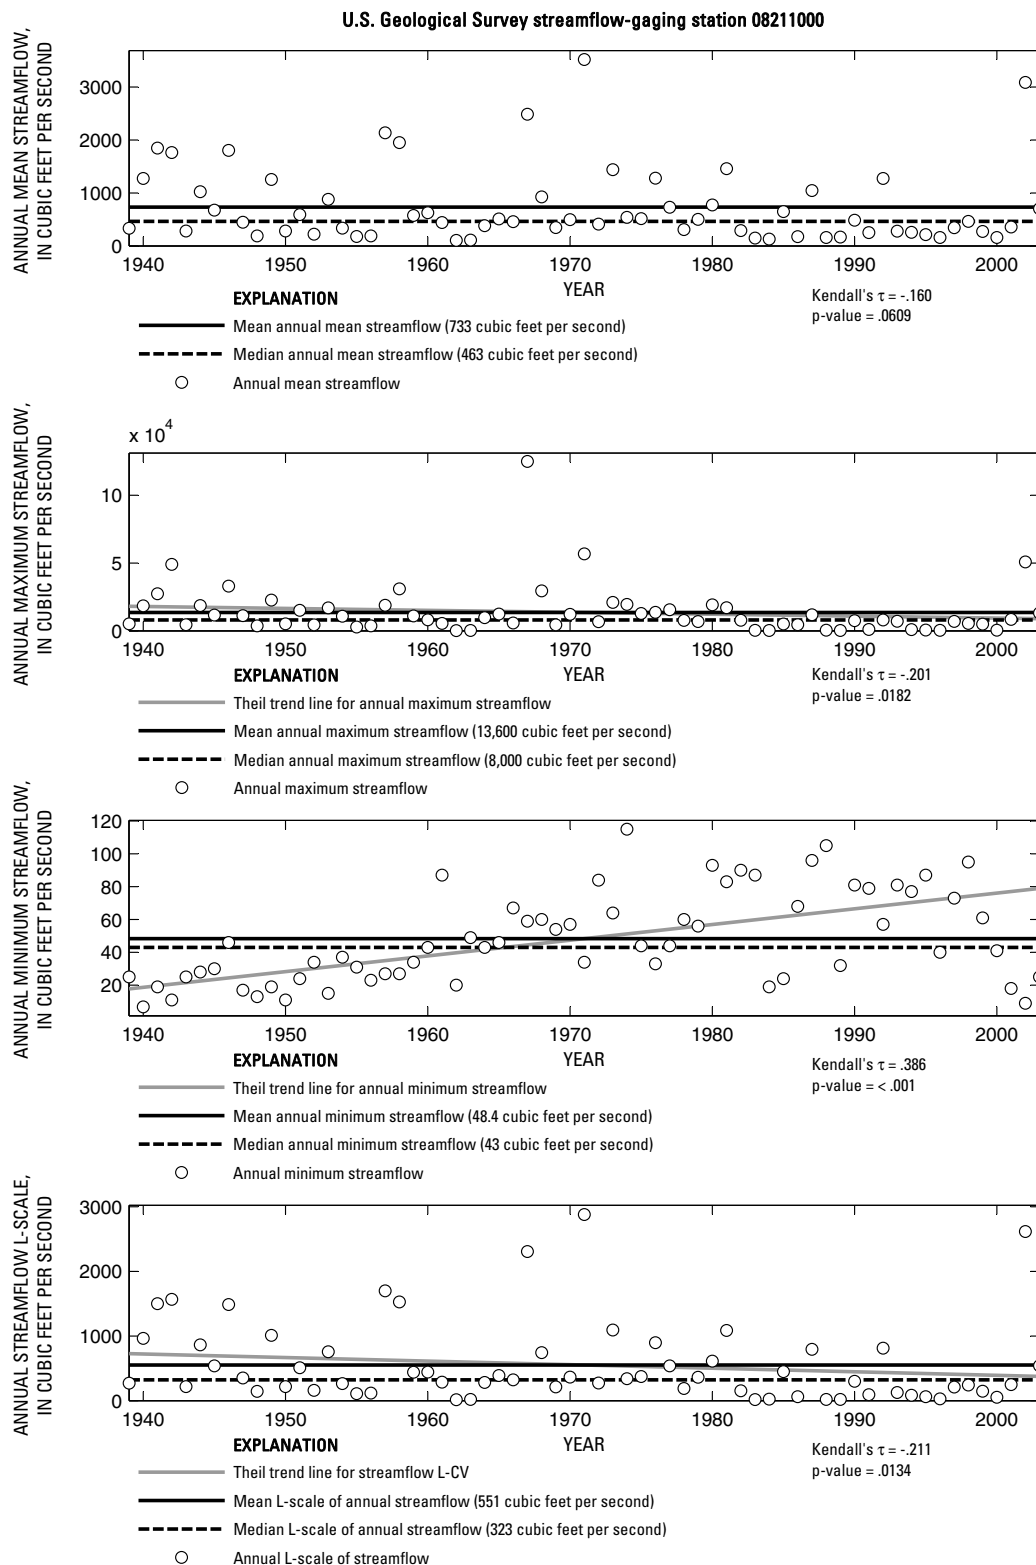 U.S. Geological Survey streamflow-gaging station 08211000
ANNUAL MEAN STREAMFLOW,
IN CUBIC FEET PER SECOND
3000
2000
1000
0
1940 1950 1960 1970 1980 1990 2000
YEAR
EXPLANATION
Mean annual mean streamflow (733 cubic feet per second)
Median annual mean streamflow (463 cubic feet per second)
Annual mean streamflow
Kendall's τ = -.160
p-value = .0609
ANNUAL MAXIMUM STREAMFLOW,
IN CUBIC FEET PER SECOND
x 10^4
10
5
0
1940 1950 1960 1970 1980 1990 2000
YEAR
EXPLANATION
Theil trend line for annual maximum streamflow
Mean annual maximum streamflow (13,600 cubic feet per second)
Median annual maximum streamflow (8,000 cubic feet per second)
Annual maximum streamflow
Kendall's τ = -.201
p-value = .0182
ANNUAL MINIMUM STREAMFLOW,
IN CUBIC FEET PER SECOND
120
100
80
60
40
20
1940 1950 1960 1970 1980 1990 2000
YEAR
EXPLANATION
Theil trend line for annual minimum streamflow
Mean annual minimum streamflow (48.4 cubic feet per second)
Median annual minimum streamflow (43 cubic feet per second)
Annual minimum streamflow
Kendall's τ = .386
p-value = < .001
ANNUAL STREAMFLOW L-SCALE,
IN CUBIC FEET PER SECOND
3000
2000
1000
0
1940 1950 1960 1970 1980 1990 2000
YEAR
EXPLANATION
Theil trend line for streamflow L-CV
Mean L-scale of annual streamflow (551 cubic feet per second)
Median L-scale of annual streamflow (323 cubic feet per second)
Annual L-scale of streamflow
Kendall's τ = -.211
p-value = .0134